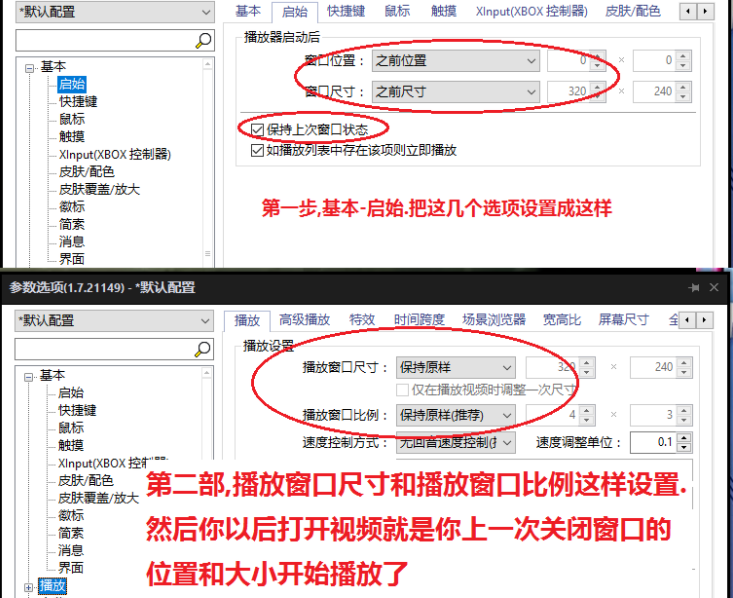 *默认配置
基本 启始 快捷键 鼠标 触摸 XInput(XBOX 控制器) 皮肤/配色
播放器启动后
窗口位置： 之前位置 0 × 0
窗口尺寸： 之前尺寸 320 × 240
保持上次窗口状态
如播放列表中存在该项则立即播放
基本
启始
快捷键
鼠标
触摸
XInput(XBOX 控制器)
皮肤/配色
皮肤覆盖/放大
徽标
简素
消息
界面
第一步,基本-启始.把这几个选项设置成这样
参数选项(1.7.21149) - *默认配置
*默认配置
播放 高级播放 特效 时间跨度 场景浏览器 宽高比 屏幕尺寸 全
播放设置
播放窗口尺寸： 保持原样 320 × 240
仅在播放视频时调整一次尺寸
播放窗口比例： 保持原样(推荐) 4 × 3
速度控制方式： 速度控制 速度调整单位： 0.1
基本
启始
快捷键
鼠标
触摸
XInput(XBOX 控制
皮肤/配色
皮肤覆盖/放大
徽标
简素
消息
界面
播放
第二部,播放窗口尺寸和播放窗口比例这样设置.
然后你以后打开视频就是你上一次关闭窗口的
位置和大小开始播放了